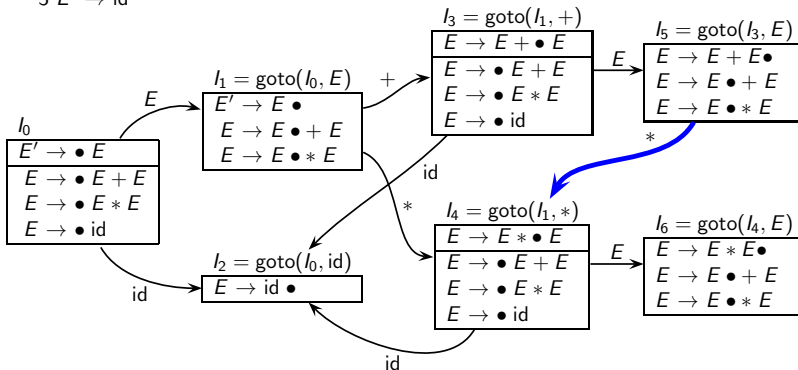 3 E → id
I₀
E′ → • E
E → • E + E
E → • E ∗ E
E → • id
E
id
I₁ = goto(I₀, E)
E′ → E •
E → E • + E
E → E • ∗ E
+
∗
I₂ = goto(I₀, id)
E → id •
I₃ = goto(I₁, +)
E → E + • E
E → • E + E
E → • E ∗ E
E → • id
E
id
I₄ = goto(I₁, ∗)
E → E ∗ • E
E → • E + E
E → • E ∗ E
E → • id
E
id
I₅ = goto(I₃, E)
E → E + E•
E → E • + E
E → E • ∗ E
∗
I₆ = goto(I₄, E)
E → E ∗ E•
E → E • + E
E → E • ∗ E